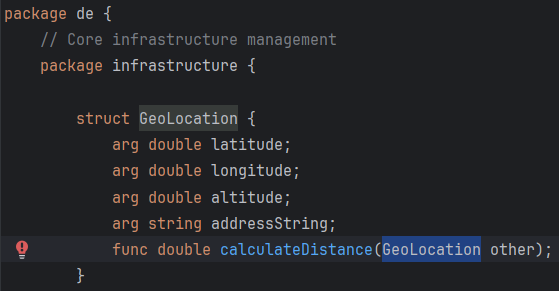 package de {
    // Core infrastructure management
    package infrastructure {

        struct GeoLocation {
            arg double latitude;
            arg double longitude;
            arg double altitude;
            arg string addressString;
            func double calculateDistance(GeoLocation other);
        }